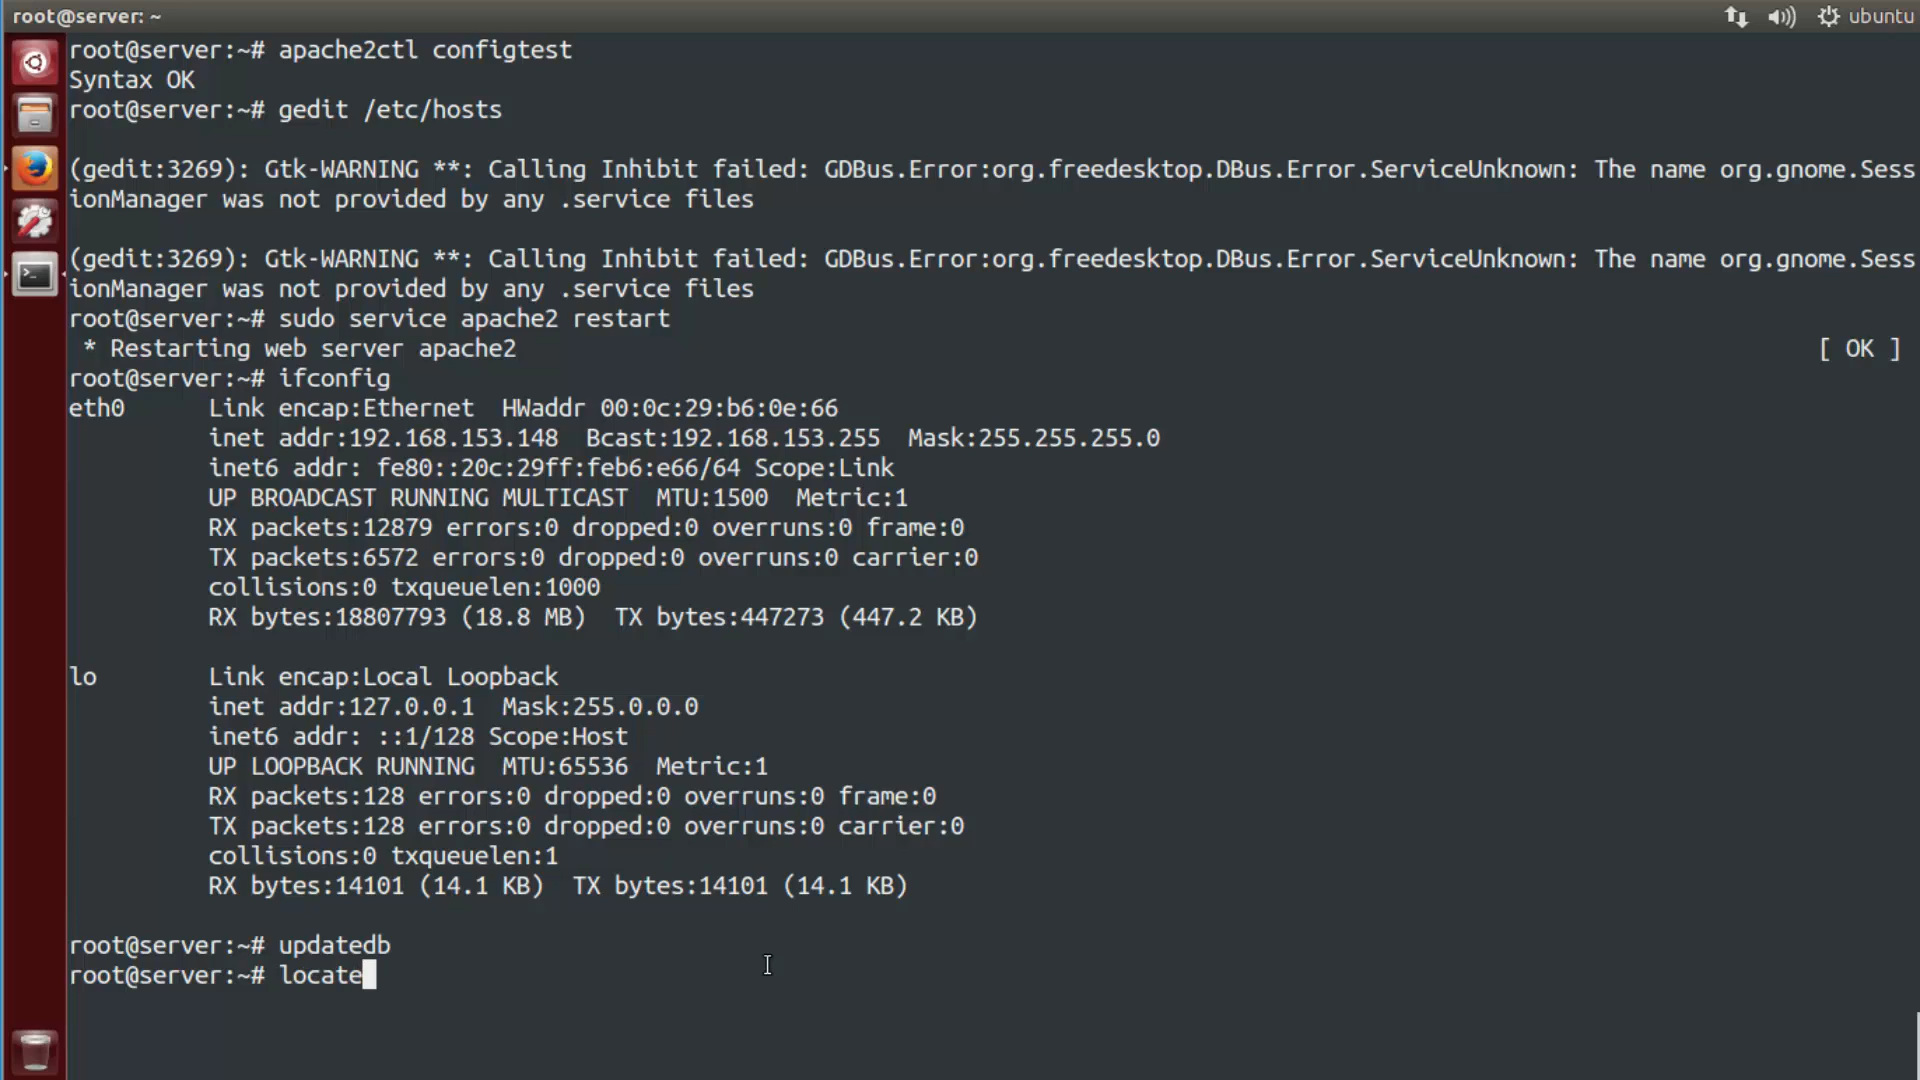 root@server: ~
ubuntu
root@server:~# apache2ctl configtest
Syntax OK
root@server:~# gedit /etc/hosts
(gedit:3269): Gtk-WARNING **: Calling Inhibit failed: GDBus.Error:org.freedesktop.DBus.Error.ServiceUnknown: The name org.gnome.Sess
ionManager was not provided by any .service files
(gedit:3269): Gtk-WARNING **: Calling Inhibit failed: GDBus.Error:org.freedesktop.DBus.Error.ServiceUnknown: The name org.gnome.Sess
ionManager was not provided by any .service files
root@server:~# sudo service apache2 restart
 * Restarting web server apache2 [ OK ]
root@server:~# ifconfig
eth0 Link encap:Ethernet HWaddr 00:0c:29:b6:0e:66
inet addr:192.168.153.148 Bcast:192.168.153.255 Mask:255.255.255.0
inet6 addr: fe80::20c:29ff:feb6:e66/64 Scope:Link
UP BROADCAST RUNNING MULTICAST MTU:1500 Metric:1
RX packets:12879 errors:0 dropped:0 overruns:0 frame:0
TX packets:6572 errors:0 dropped:0 overruns:0 carrier:0
collisions:0 txqueuelen:1000
RX bytes:18807793 (18.8 MB) TX bytes:447273 (447.2 KB)
lo Link encap:Local Loopback
inet addr:127.0.0.1 Mask:255.0.0.0
inet6 addr: ::1/128 Scope:Host
UP LOOPBACK RUNNING MTU:65536 Metric:1
RX packets:128 errors:0 dropped:0 overruns:0 frame:0
TX packets:128 errors:0 dropped:0 overruns:0 carrier:0
collisions:0 txqueuelen:1
RX bytes:14101 (14.1 KB) TX bytes:14101 (14.1 KB)
root@server:~# updatedb
root@server:~# locate